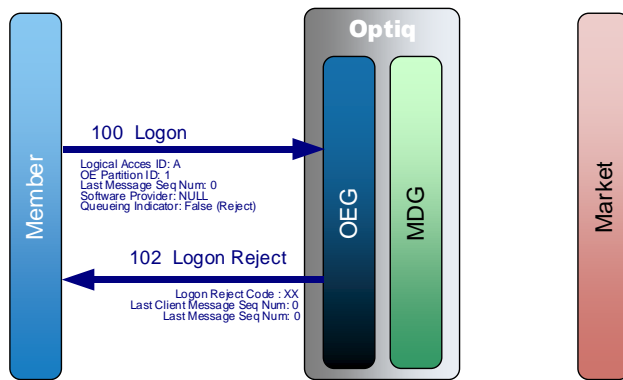 Optiq
Member
100 Logon
Logical Acces ID: A
OE Partition ID: 1
Last Message Seq Num: 0
Software Provider: NULL
Queueing Indicator: False (Reject)
102 Logon Reject
Logon Reject Code : XX
Last Client Message Seq Num: 0
Last Message Seq Num: 0
OEG
MDG
Market